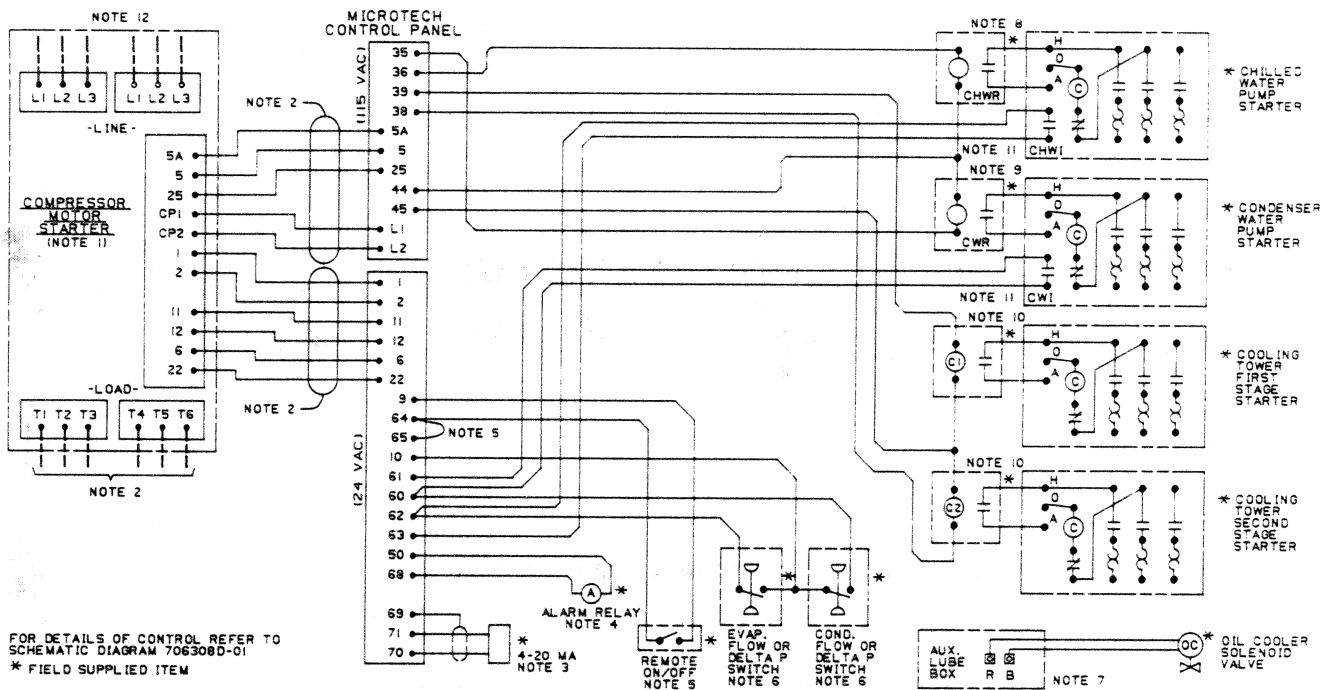 NOTE 12
L1 L2 L3
L1 L2 L3
-LINE-
5A
5
25
CP1
CP2
1
2
11
12
6
22
COMPRESSOR
MOTOR
STARTER
(NOTE 11)
-LOAD-
T1 T2 T3
T4 T5 T6
NOTE 2
NOTE 2
NOTE 2
MICROTECH
CONTROL PANEL
(115 VAC)
35
36
39
38
5A
5
25
44
45
L1
L2
(24 VAC)
1
2
11
12
6
22
9
64
65
NOTE 5
10
61
60
62
63
50
68
69
71
70
*
4-20 MA
NOTE 3
A
*
ALARM RELAY
NOTE 4
*
REMOTE
ON/OFF
NOTE 5
*
EVAP.
FLOW OR
DELTA P
SWITCH
NOTE 6
*
COND.
FLOW OR
DELTA P
SWITCH
NOTE 6
NOTE 8
*
CHWR
H
O
A
C
CHWI
NOTE 11
* CHILLED
WATER
PUMP
STARTER
NOTE 9
*
CWR
H
O
A
C
CWI
NOTE 11
* CONDENSER
WATER
PUMP
STARTER
NOTE 10
*
C1
H
O
A
C
* COOLING
TOWER
FIRST
STAGE
STARTER
NOTE 10
*
C2
H
O
A
C
* COOLING
TOWER
SECOND
STAGE
STARTER
AUX.
LUBE
BOX
R B
NOTE 7
OC
* OIL COOLER
SOLENOID
VALVE
FOR DETAILS OF CONTROL REFER TO
SCHEMATIC DIAGRAM 706308D-01
* FIELD SUPPLIED ITEM